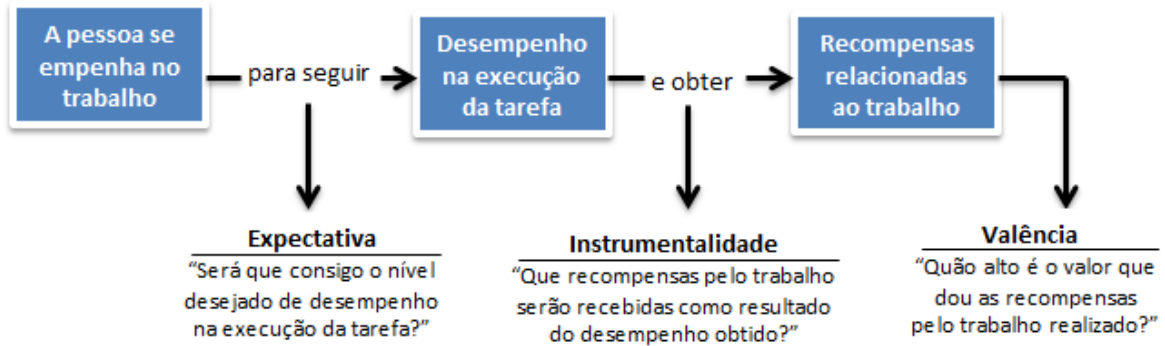 A pessoa se
empenha no
trabalho
para seguir
Desempenho
na execução
da tarefa
e obter
Recompensas
relacionadas
ao trabalho
Expectativa
“Será que consigo o nível
desejado de desempenho
na execução da tarefa?”
Instrumentalidade
“Que recompensas pelo trabalho
serão recebidas como resultado
do desempenho obtido?”
Valência
“Quão alto é o valor que
dou as recompensas
pelo trabalho realizado?”